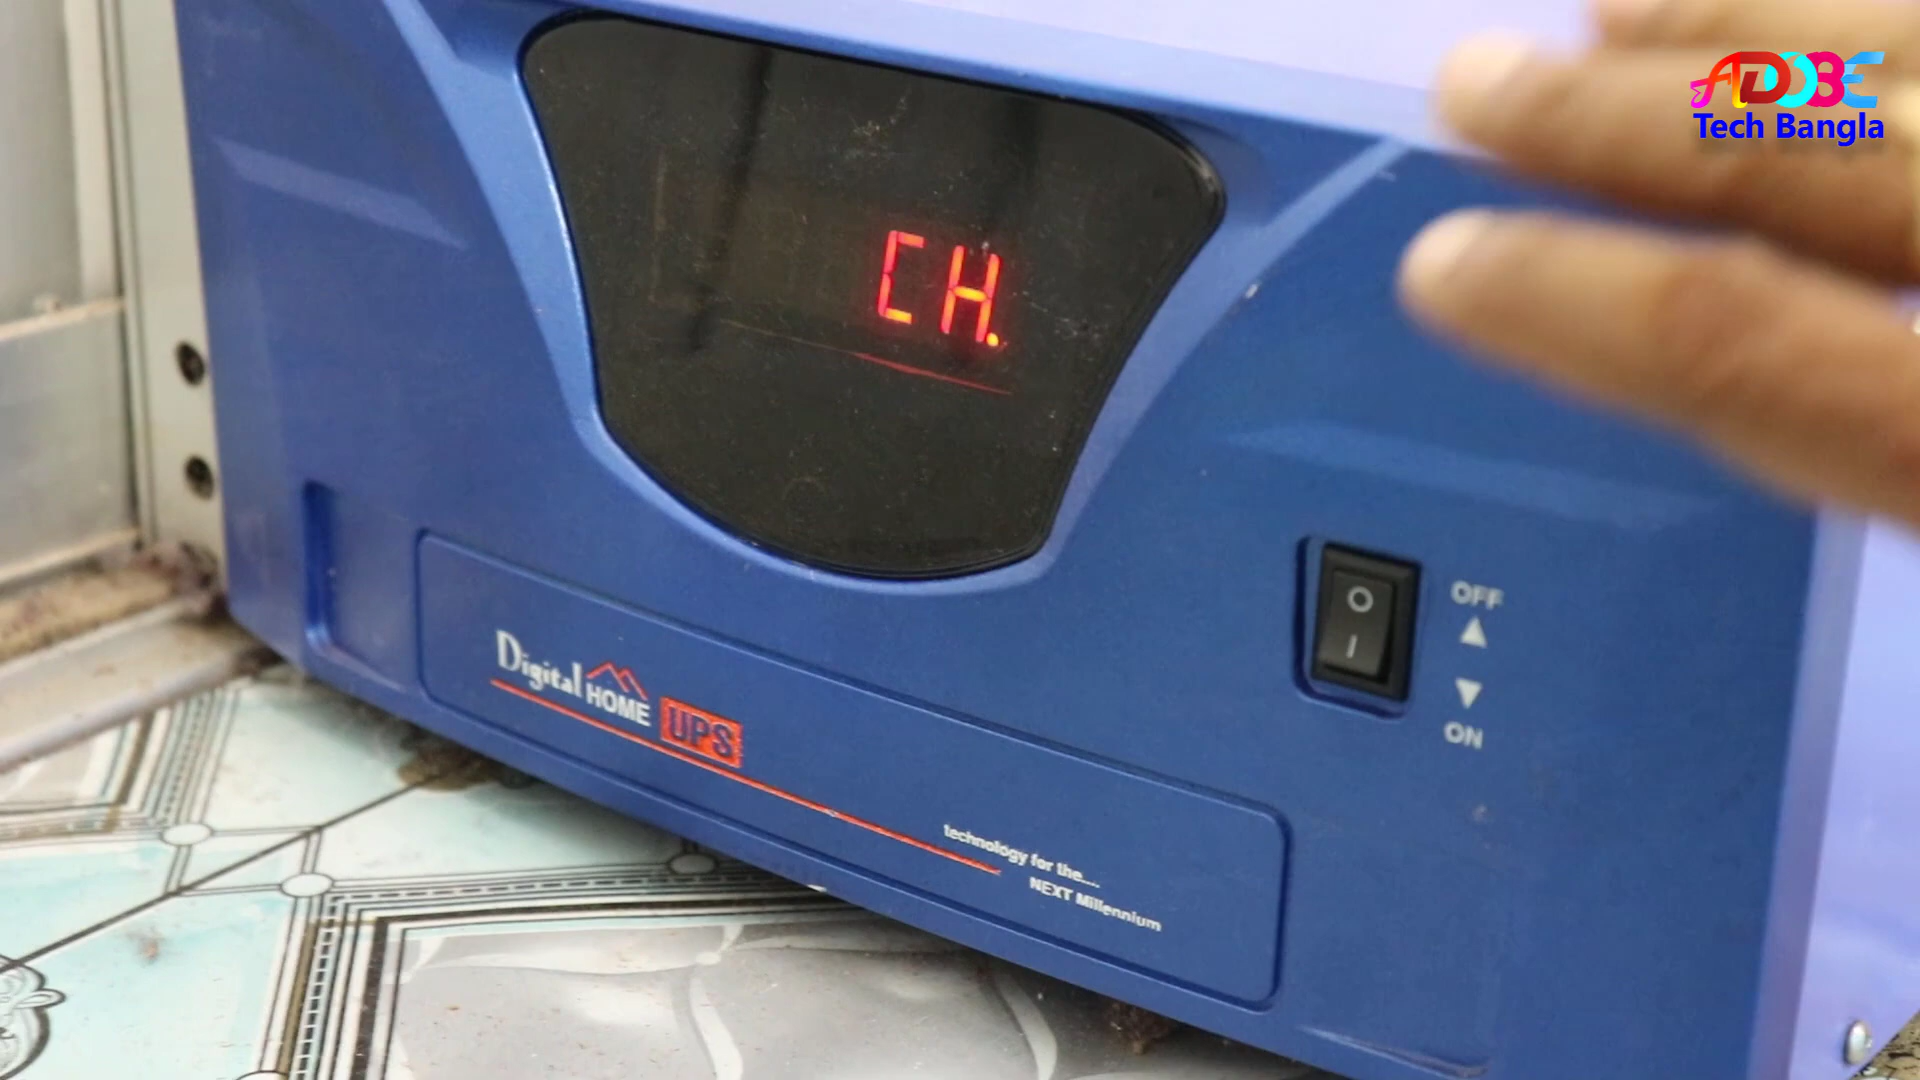 ADOBE
Tech Bangla
CH.
O
I
OFF
ON
Digital HOME UPS
technology for the....
NEXT Millennium